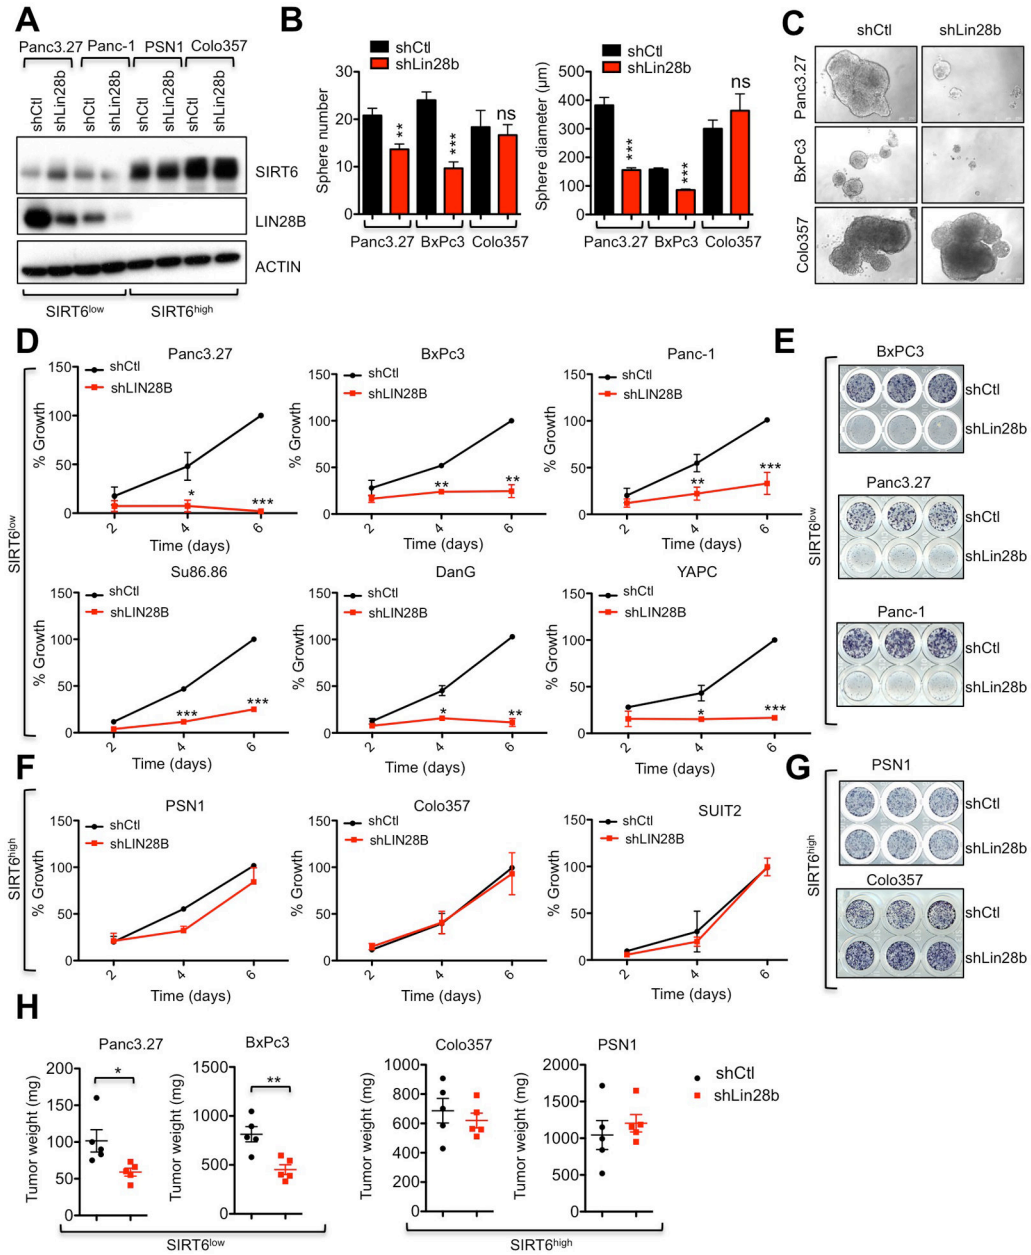 A
Panc3.27 Panc-1 PSN1 Colo357
shCtl shLin28b shCtl shLin28b shCtl shLin28b shCtl shLin28b
SIRT6
LIN28B
ACTIN
SIRT6low SIRT6high
B
shCtl
shLin28b
Sphere number
30
20
10
0
**
***
ns
Panc3.27 BxPc3 Colo357
shCtl
shLin28b
Sphere diameter (µm)
500
400
300
200
100
0
***
***
ns
Panc3.27 BxPc3 Colo357
C
shCtl shLin28b
Panc3.27
BxPc3
Colo357
D
SIRT6low
Panc3.27
shCtl
shLIN28B
% Growth
150
100
50
0
* ***
2 4 6
Time (days)
BxPc3
shCtl
shLIN28B
% Growth
150
100
50
0
** **
2 4 6
Time (days)
Panc-1
shCtl
shLIN28B
% Growth
150
100
50
0
** ***
2 4 6
Time (days)
Su86.86
shCtl
shLIN28B
% Growth
150
100
50
0
*** ***
2 4 6
Time (days)
DanG
shCtl
shLIN28B
% Growth
150
100
50
0
* **
2 4 6
Time (days)
YAPC
shCtl
shLIN28B
% Growth
150
100
50
0
* ***
2 4 6
Time (days)
E
SIRT6low
BxPC3
shCtl
shLin28b
Panc3.27
shCtl
shLin28b
Panc-1
shCtl
shLin28b
F
SIRT6high
PSN1
shCtl
shLIN28B
% Growth
150
100
50
0
2 4 6
Time (days)
Colo357
shCtl
shLIN28B
% Growth
150
100
50
0
2 4 6
Time (days)
SUIT2
shCtl
shLIN28B
% Growth
150
100
50
0
2 4 6
Time (days)
G
SIRT6high
PSN1
shCtl
shLin28b
Colo357
shCtl
shLin28b
H
Panc3.27
Tumor weight (mg)
200
150
100
50
0
*
BxPc3
Tumor weight (mg)
1500
1000
500
0
**
SIRT6low
Colo357
Tumor weight (mg)
1000
800
600
400
200
0
PSN1
Tumor weight (mg)
2000
1500
1000
500
0
SIRT6high
shCtl
shLin28b